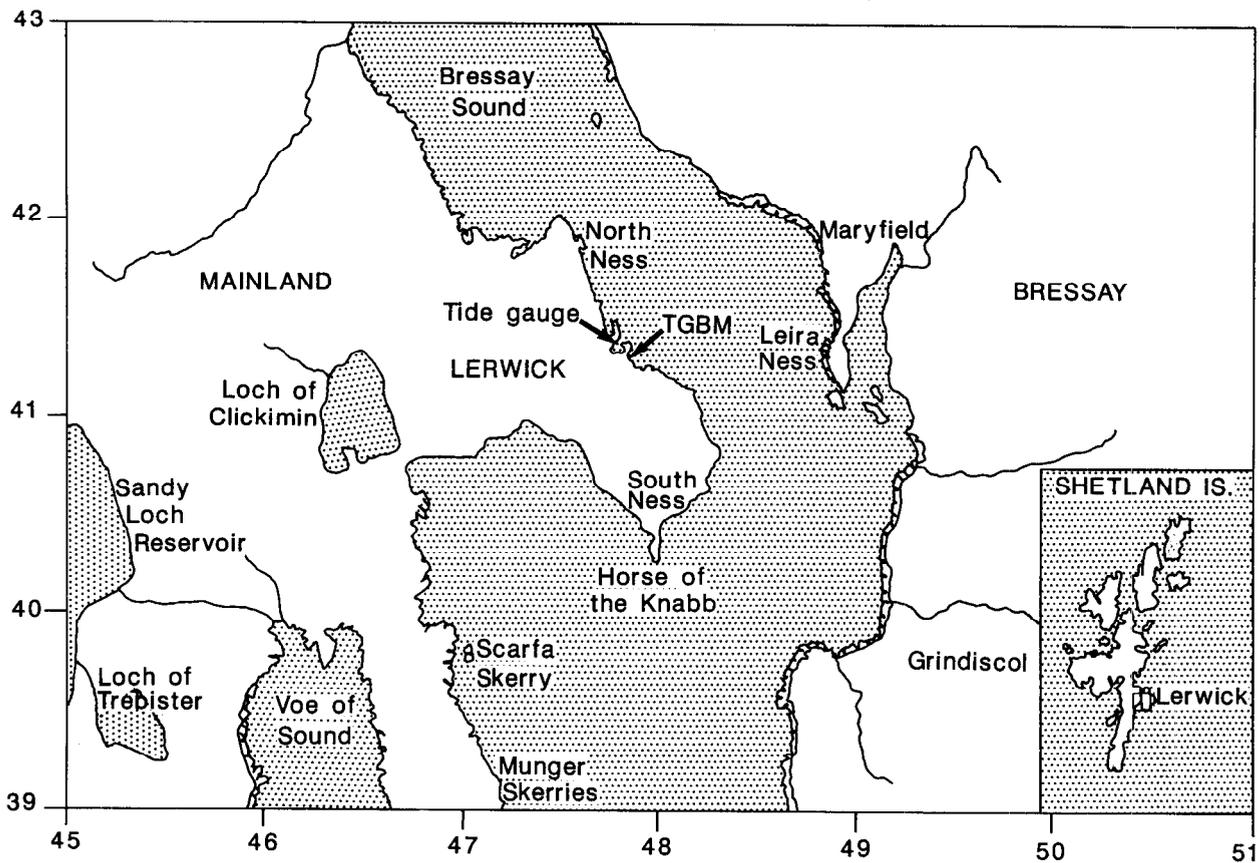 43
Bressay
Sound
42
North
Ness
Maryfield
MAINLAND
BRESSAY
Tide gauge
TGBM
Leira
Ness
LERWICK
Loch of
Clickimin
41
South
Ness
SHETLAND IS.
Sandy
Loch
Reservoir
Horse of
the Knabb
40
Scarfa
Skerry
Grindiscol
Loch of
Trebister
Lerwick
Voe of
Sound
Munger
Skerries
39
45
46
47
48
49
50
51